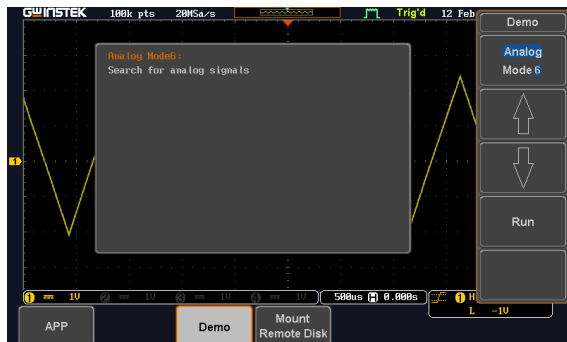 GWINSTEK 100k pts 20MSa/s Trig'd 12 Feb
Demo
Analog
Mode 6
Analog Mode6:
Search for analog signals
1
Run
1 1V 2 1V 3 1V 4 1V 500us H 0.000s 1 H
L -1V
APP
Demo
Mount
Remote Disk